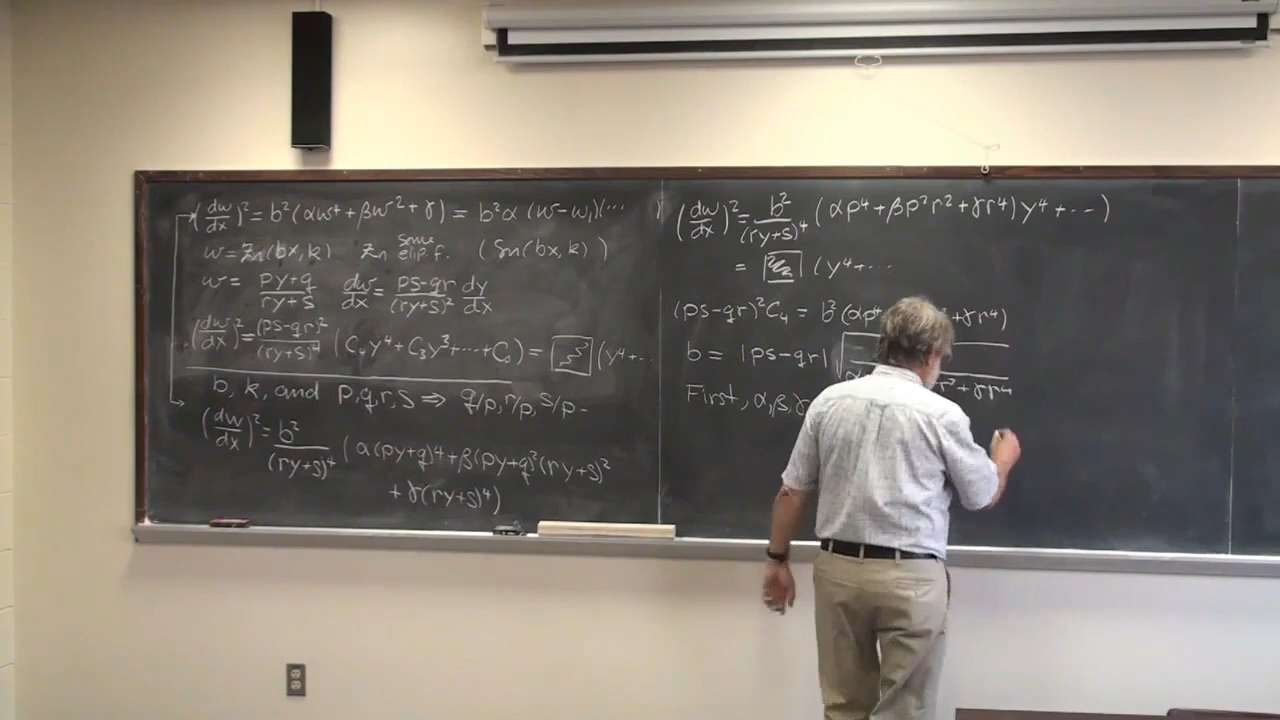 (dw/dx)² = b²(αw⁴ + βw² + γ) = b²α(w - w₁)(⋯
w = Zn(bx, k) Zn some ellip f. (Sn(bx, k))
w = (py+q)/(ry+s) dw/dx = (ps-qr)/(ry+s)² dy/dx
(dw/dx)² = (ps-qr)²/(ry+s)⁴ (C₄y⁴ + C₃y³ + ⋯ + C₀) = (y⁴ + ⋯
b, k, and p, q, r, s ⇒ q/p, r/p, s/p -
(dw/dx)² = b²/(ry+s)⁴ (α(py+q)⁴ + β(py+q)²(ry+s)²
+ γ(ry+s)⁴)
(dw/dx)² = b²/(ry+s)⁴ (αp⁴ + βp²r² + γr⁴)y⁴ + ⋯)
= (y⁴ + ⋯
(ps-qr)²C₄ = b²(αp⁴ ² + γr⁴)
b = |ps-qr| √ r² + γr⁴
First, α, β, γ